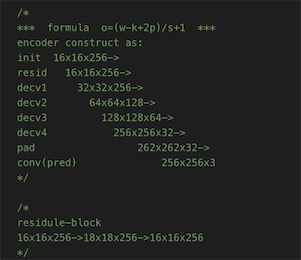 /*
*** formula o=(w-k+2p)/s+1 ***
encoder construct as:
init 16x16x256->
resid 16x16x256->
decv1 32x32x256->
decv2 64x64x128->
decv3 128x128x64->
decv4 256x256x32->
pad 262x262x32->
conv(pred) 256x256x3
*/
/*
residule-block
16x16x256->18x18x256->16x16x256
*/